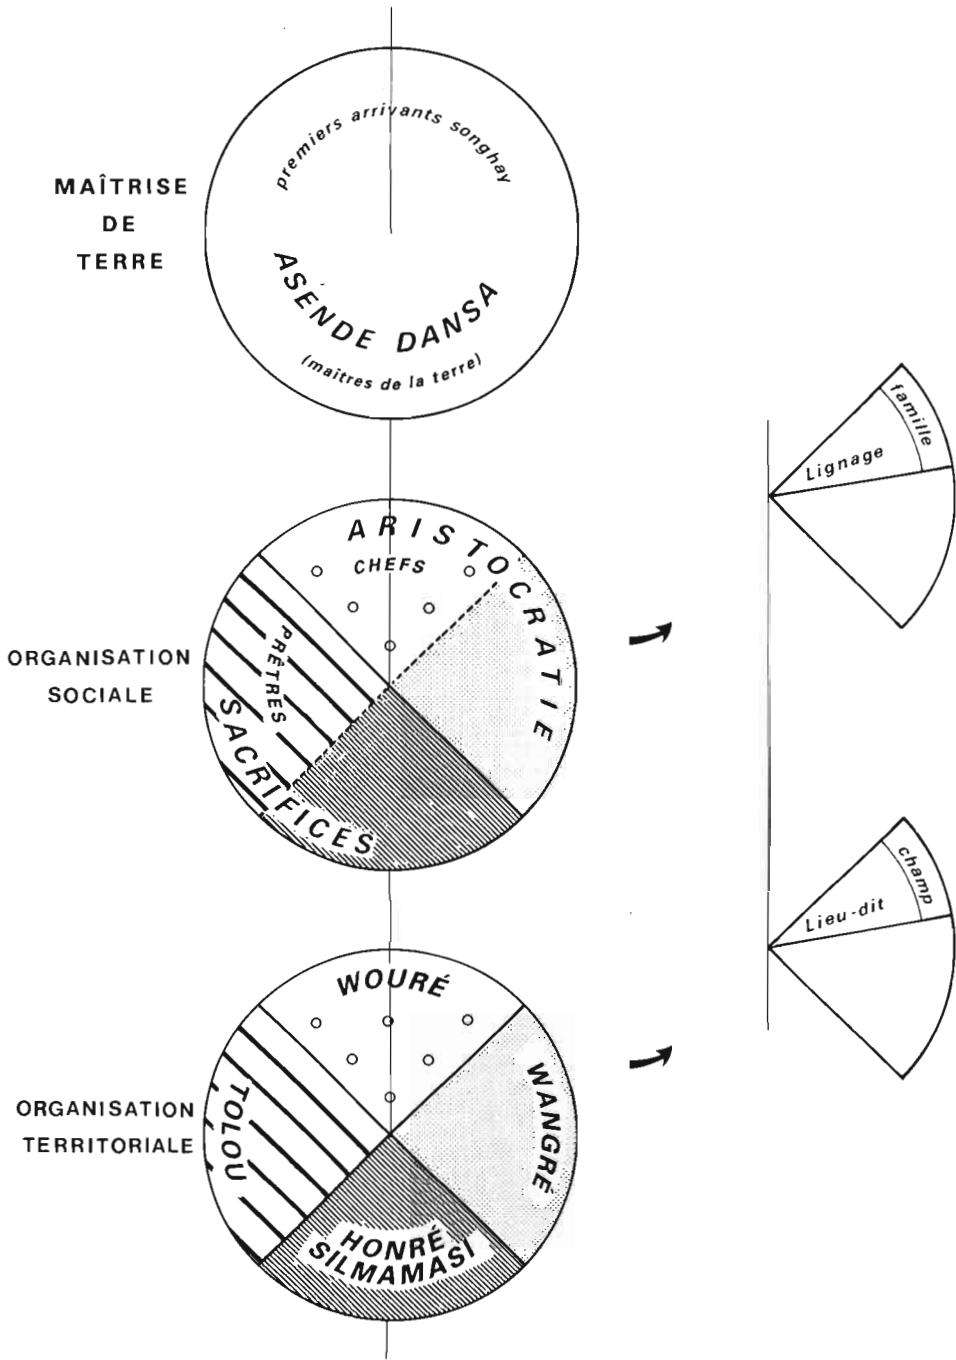 premiers arrivants songhay
MAÎTRISE
DE
TERRE
ASENDE DANSA
(maîtres de la terre)
famille
Lignage
ARISTOCRATIE
CHEFS
PRÊTRES
SACRIFICES
ORGANISATION
SOCIALE
champ
Lieu-dit
WOURÉ
WANGRE
TOLOU
ORGANISATION
TERRITORIALE
HONRÉ
SILMAMASI